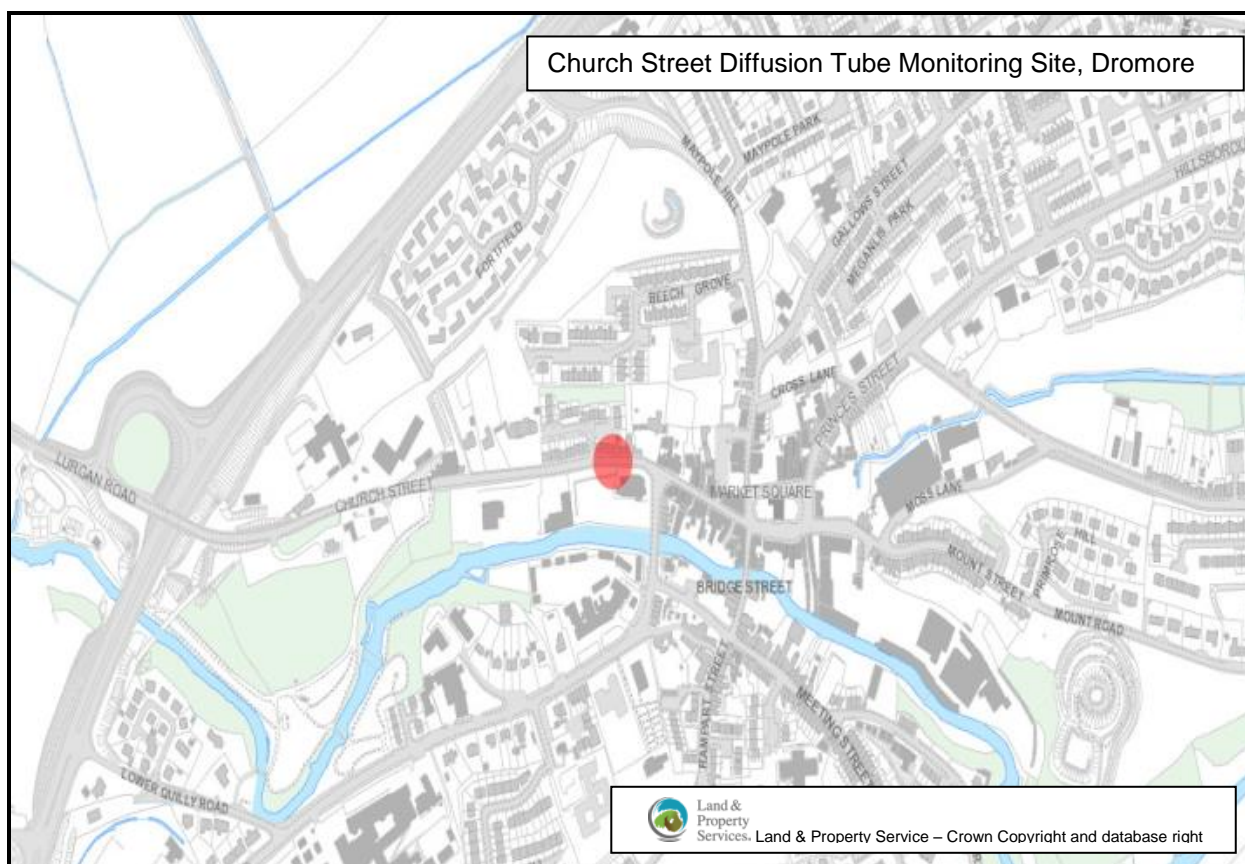 Church Street Diffusion Tube Monitoring Site, Dromore
MAYPOLE PARK
MAYPOLE HILL
GALLOWS STREET
MEGANLIS PARK
HILLSBOROU
FORTFIELD
BEECH GROVE
CROSS LANE
PRINCES STREET
LURGAN ROAD
CHURCH STREET
MARKET SQUARE
MOSS LANE
MOUNT STREET
PRIMROSE
HILL
MOUNT ROAD
BRIDGE STREET
RAMPART STREET
MEETING STREET
LOWER QUILLY ROAD
Land &
Property
Services. Land & Property Service – Crown Copyright and database right